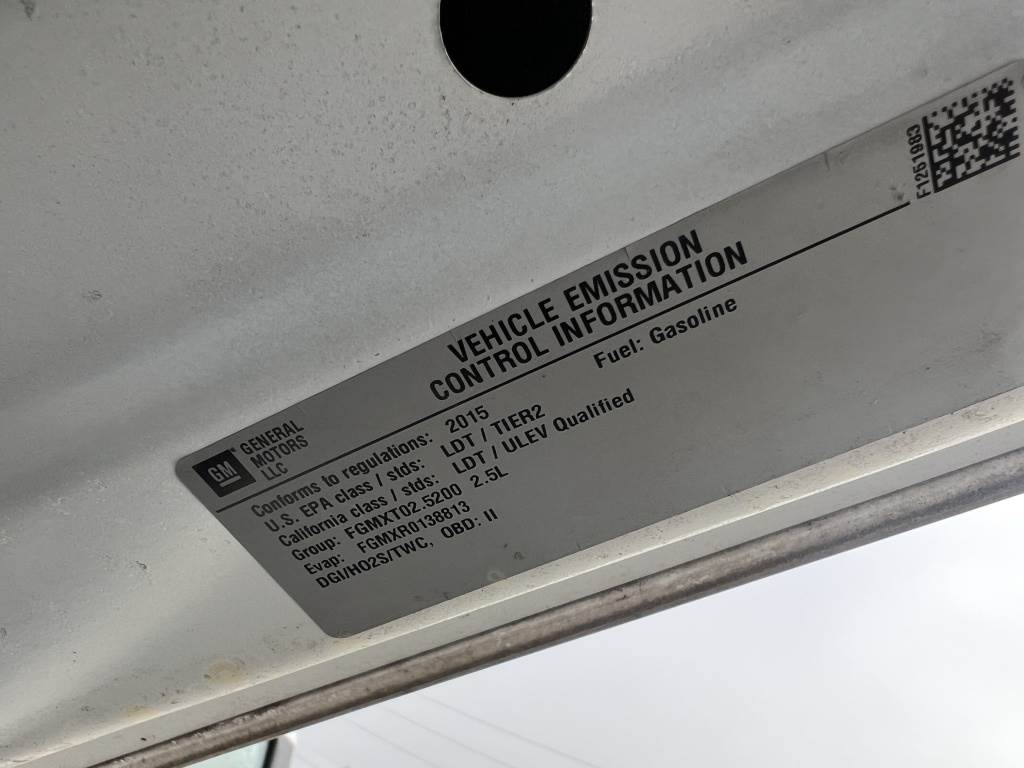 GM
GENERAL
MOTORS
LLC
VEHICLE EMISSION
CONTROL INFORMATION
F1251983
Conforms to regulations: 2015
Fuel: Gasoline
U.S. EPA class / stds: LDT / TIER2
California class / stds: LDT / ULEV Qualified
Group: FGMXT02.5200 2.5L
Evap: FGMXR0138813
DGI/HO2S/TWC, OBD: II